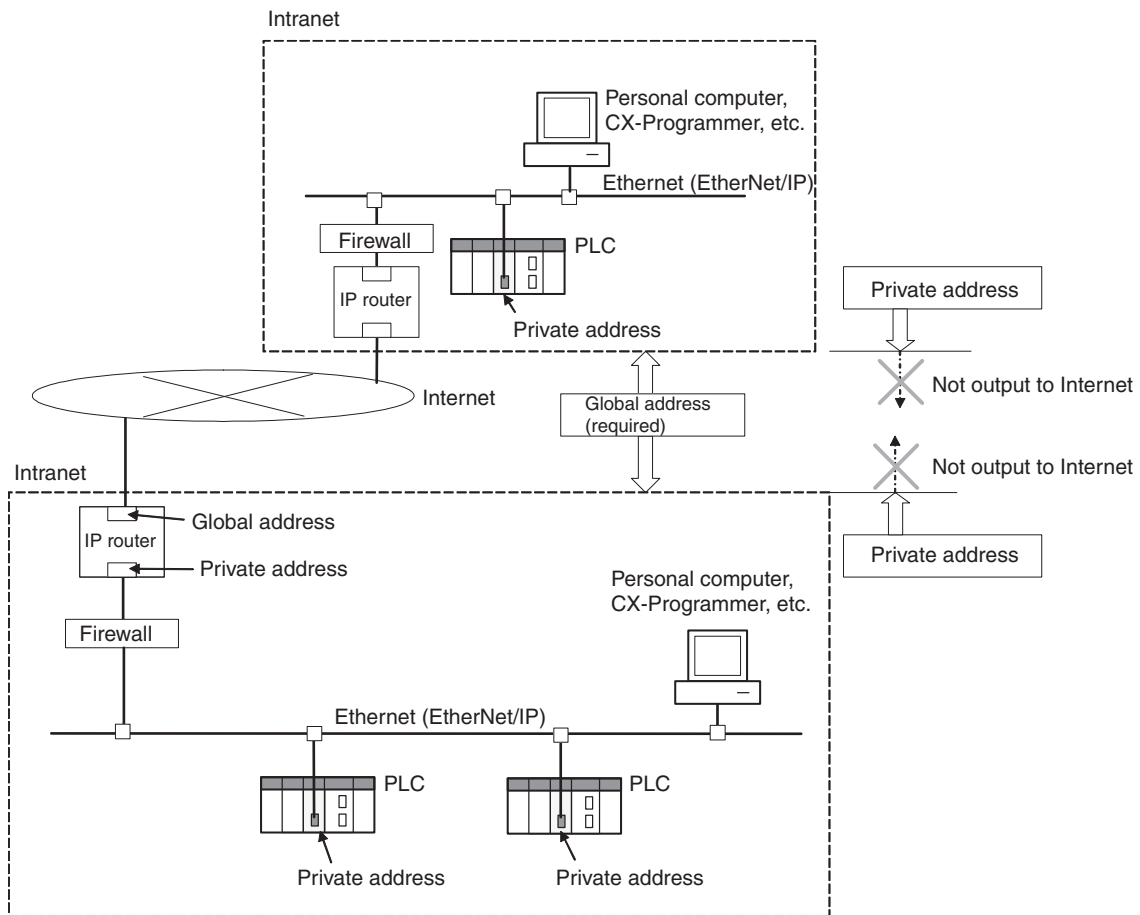 Intranet
Personal computer,
CX-Programmer, etc.
Ethernet (EtherNet/IP)
Firewall
PLC
IP router
Private address
Private address
Internet
Global address
(required)
Not output to Internet
Not output to Internet
Private address
Intranet
Global address
IP router
Private address
Firewall
Personal computer,
CX-Programmer, etc.
Ethernet (EtherNet/IP)
PLC
PLC
Private address
Private address